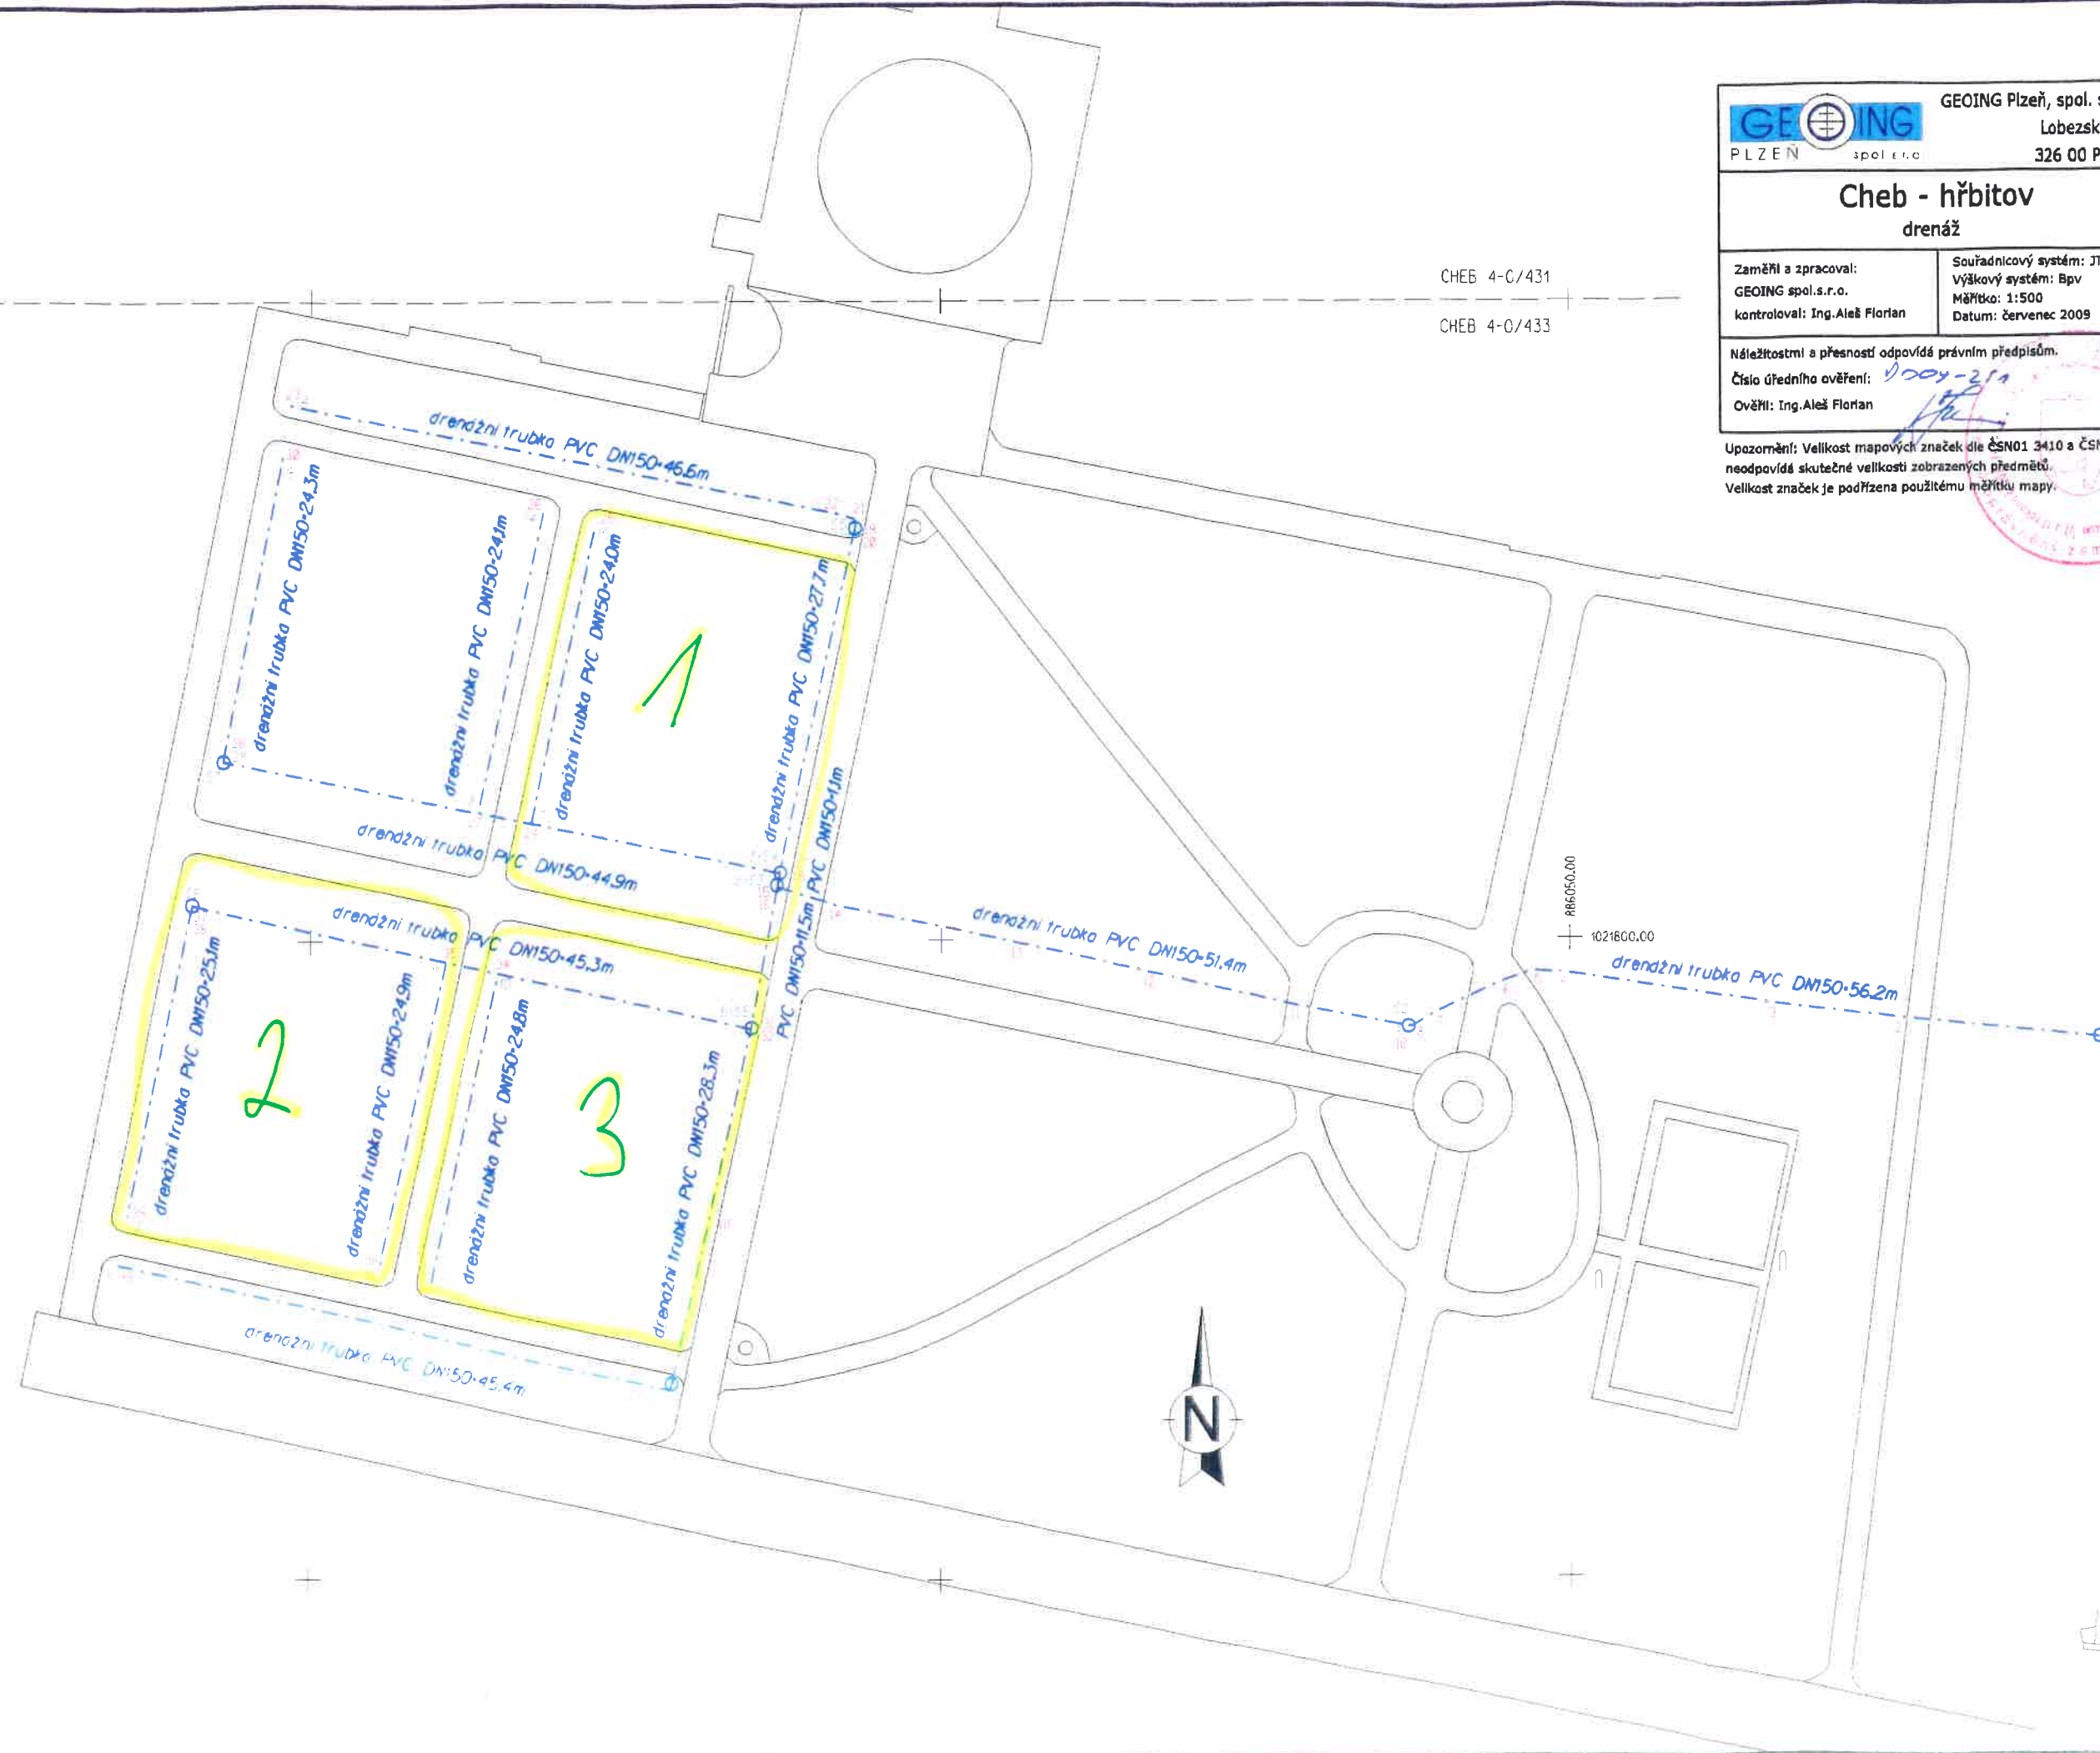 GEOING
PLZEŇ spol s r.o
GEOING Plzeň, spol. s
Lobezsk
326 00 P
Cheb - hřbitov
drenáž
Zaměřil a zpracoval:
GEOING spol.s.r.o.
kontroloval: Ing.Aleš Florian
Souřadnicový systém: JT
Výškový systém: Bpv
Měřítko: 1:500
Datum: červenec 2009
Náležitostmi a přesností odpovídá právním předpisům.
Číslo úředního ověření:
Ověřil: Ing.Aleš Florian
Upozornění: Velikost mapových značek dle ČSN01 3410 a ČSN
neodpovídá skutečné velikosti zobrazených předmětů.
Velikost značek je podřízena použitému měřítku mapy.
CHEB 4-0/431
CHEB 4-0/433
drenážní trubka PVC DN150-46.6m
drenážní trubka PVC DN150-24.3m
drenážní trubka PVC DN150-24.1m
drenážní trubka PVC DN150-24.0m
drenážní trubka PVC DN150-27.7m
1
PVC DN150-1.1m
drenážní trubka PVC DN150-44.9m
PVC DN150-11.5m
drenážní trubka PVC DN150-45.3m
drenážní trubka PVC DN150-51.4m
886050.00
1021800.00
drenážní trubka PVC DN150-56.2m
drenážní trubka PVC DN150-25.1m
2
drenážní trubka PVC DN150-24.9m
drenážní trubka PVC DN150-24.8m
3
drenážní trubka PVC DN150-28.3m
drenážní trubka PVC DN150-45.4m
N